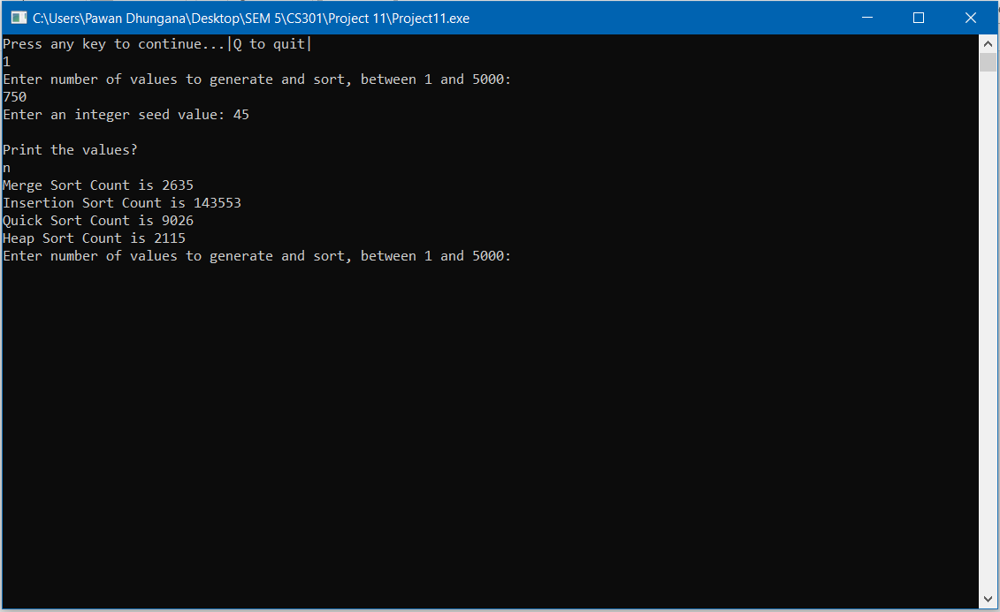 C:\Users\Pawan Dhungana\Desktop\SEM 5\CS301\Project 11\Project11.exe
Press any key to continue...|Q to quit|
1
Enter number of values to generate and sort, between 1 and 5000:
750
Enter an integer seed value: 45
Print the values?
n
Merge Sort Count is 2635
Insertion Sort Count is 143553
Quick Sort Count is 9026
Heap Sort Count is 2115
Enter number of values to generate and sort, between 1 and 5000: